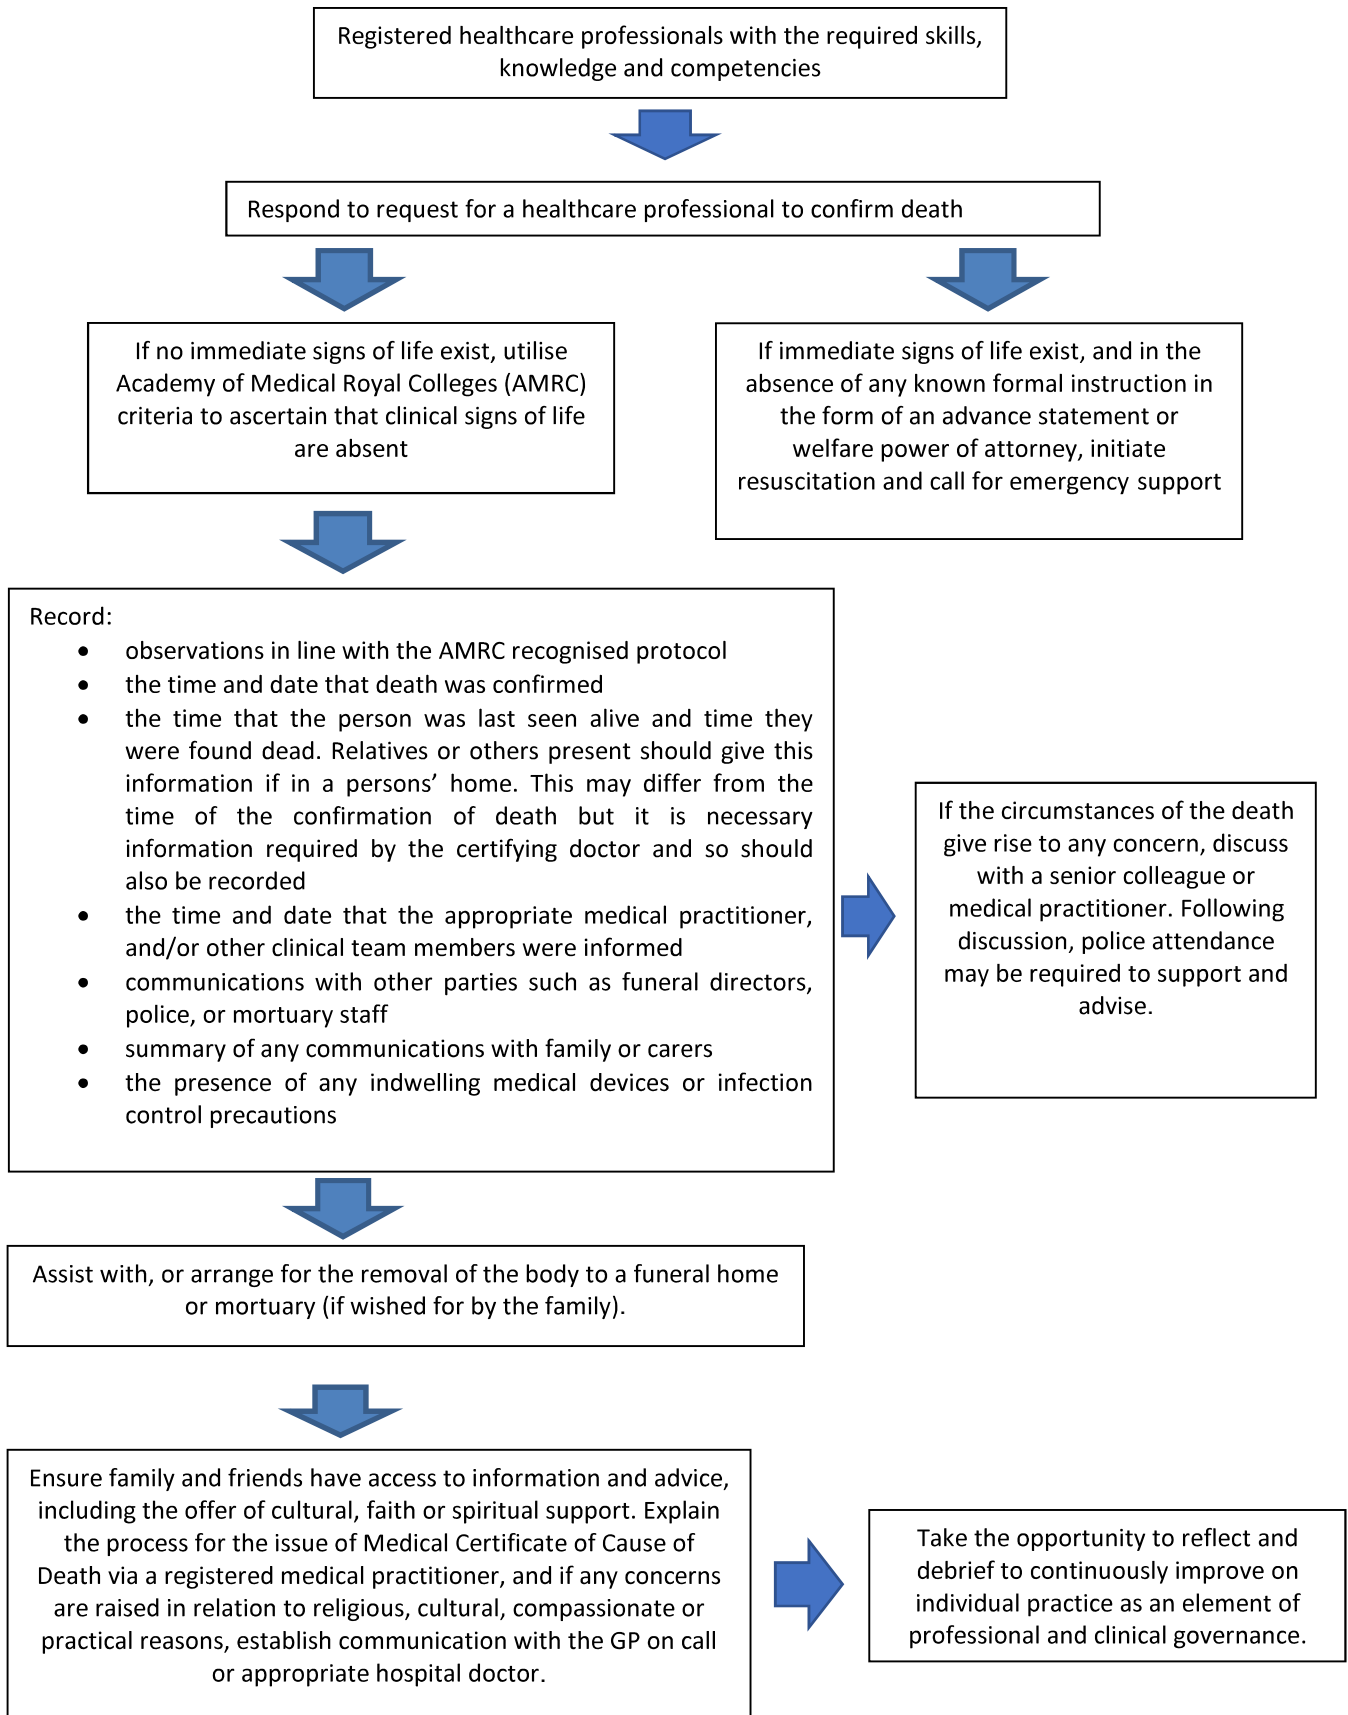 Registered healthcare professionals with the required skills,
knowledge and competencies
Respond to request for a healthcare professional to confirm death
If no immediate signs of life exist, utilise
Academy of Medical Royal Colleges (AMRC)
criteria to ascertain that clinical signs of life
are absent
If immediate signs of life exist, and in the
absence of any known formal instruction in
the form of an advance statement or
welfare power of attorney, initiate
resuscitation and call for emergency support
Record:
• observations in line with the AMRC recognised protocol
• the time and date that death was confirmed
• the time that the person was last seen alive and time they
were found dead. Relatives or others present should give this
information if in a persons’ home. This may differ from the
time of the confirmation of death but it is necessary
information required by the certifying doctor and so should
also be recorded
• the time and date that the appropriate medical practitioner,
and/or other clinical team members were informed
• communications with other parties such as funeral directors,
police, or mortuary staff
• summary of any communications with family or carers
• the presence of any indwelling medical devices or infection
control precautions
If the circumstances of the death
give rise to any concern, discuss
with a senior colleague or
medical practitioner. Following
discussion, police attendance
may be required to support and
advise.
Assist with, or arrange for the removal of the body to a funeral home
or mortuary (if wished for by the family).
Ensure family and friends have access to information and advice,
including the offer of cultural, faith or spiritual support. Explain
the process for the issue of Medical Certificate of Cause of
Death via a registered medical practitioner, and if any concerns
are raised in relation to religious, cultural, compassionate or
practical reasons, establish communication with the GP on call
or appropriate hospital doctor.
Take the opportunity to reflect and
debrief to continuously improve on
individual practice as an element of
professional and clinical governance.